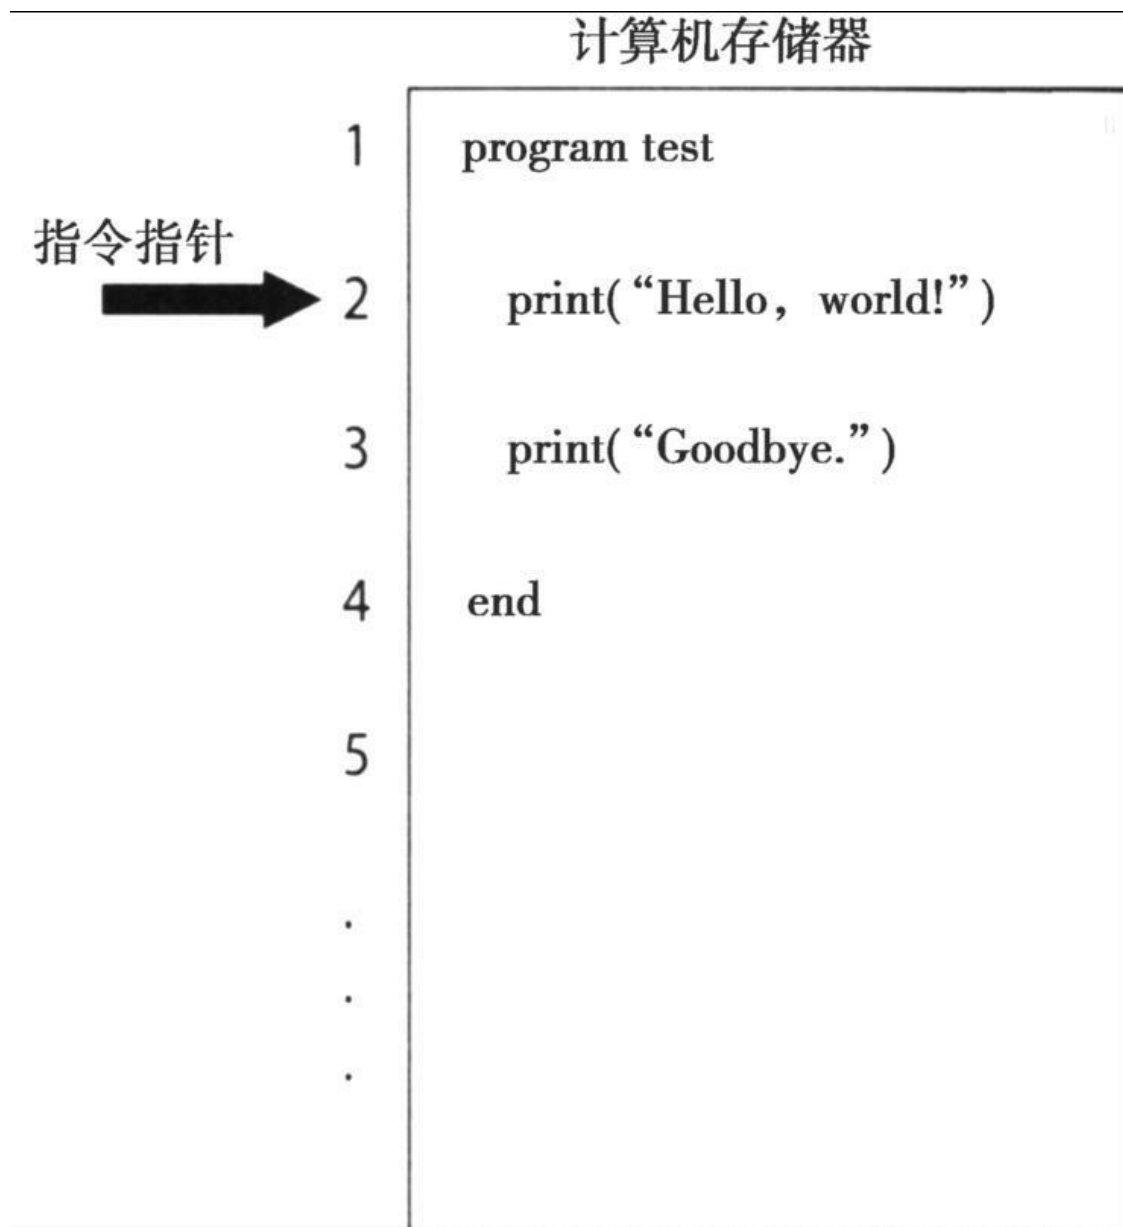 计算机存储器
1 program test
指令指针
2 print(“Hello，world!”)
3 print(“Goodbye.”)
4 end
5
.
.
.